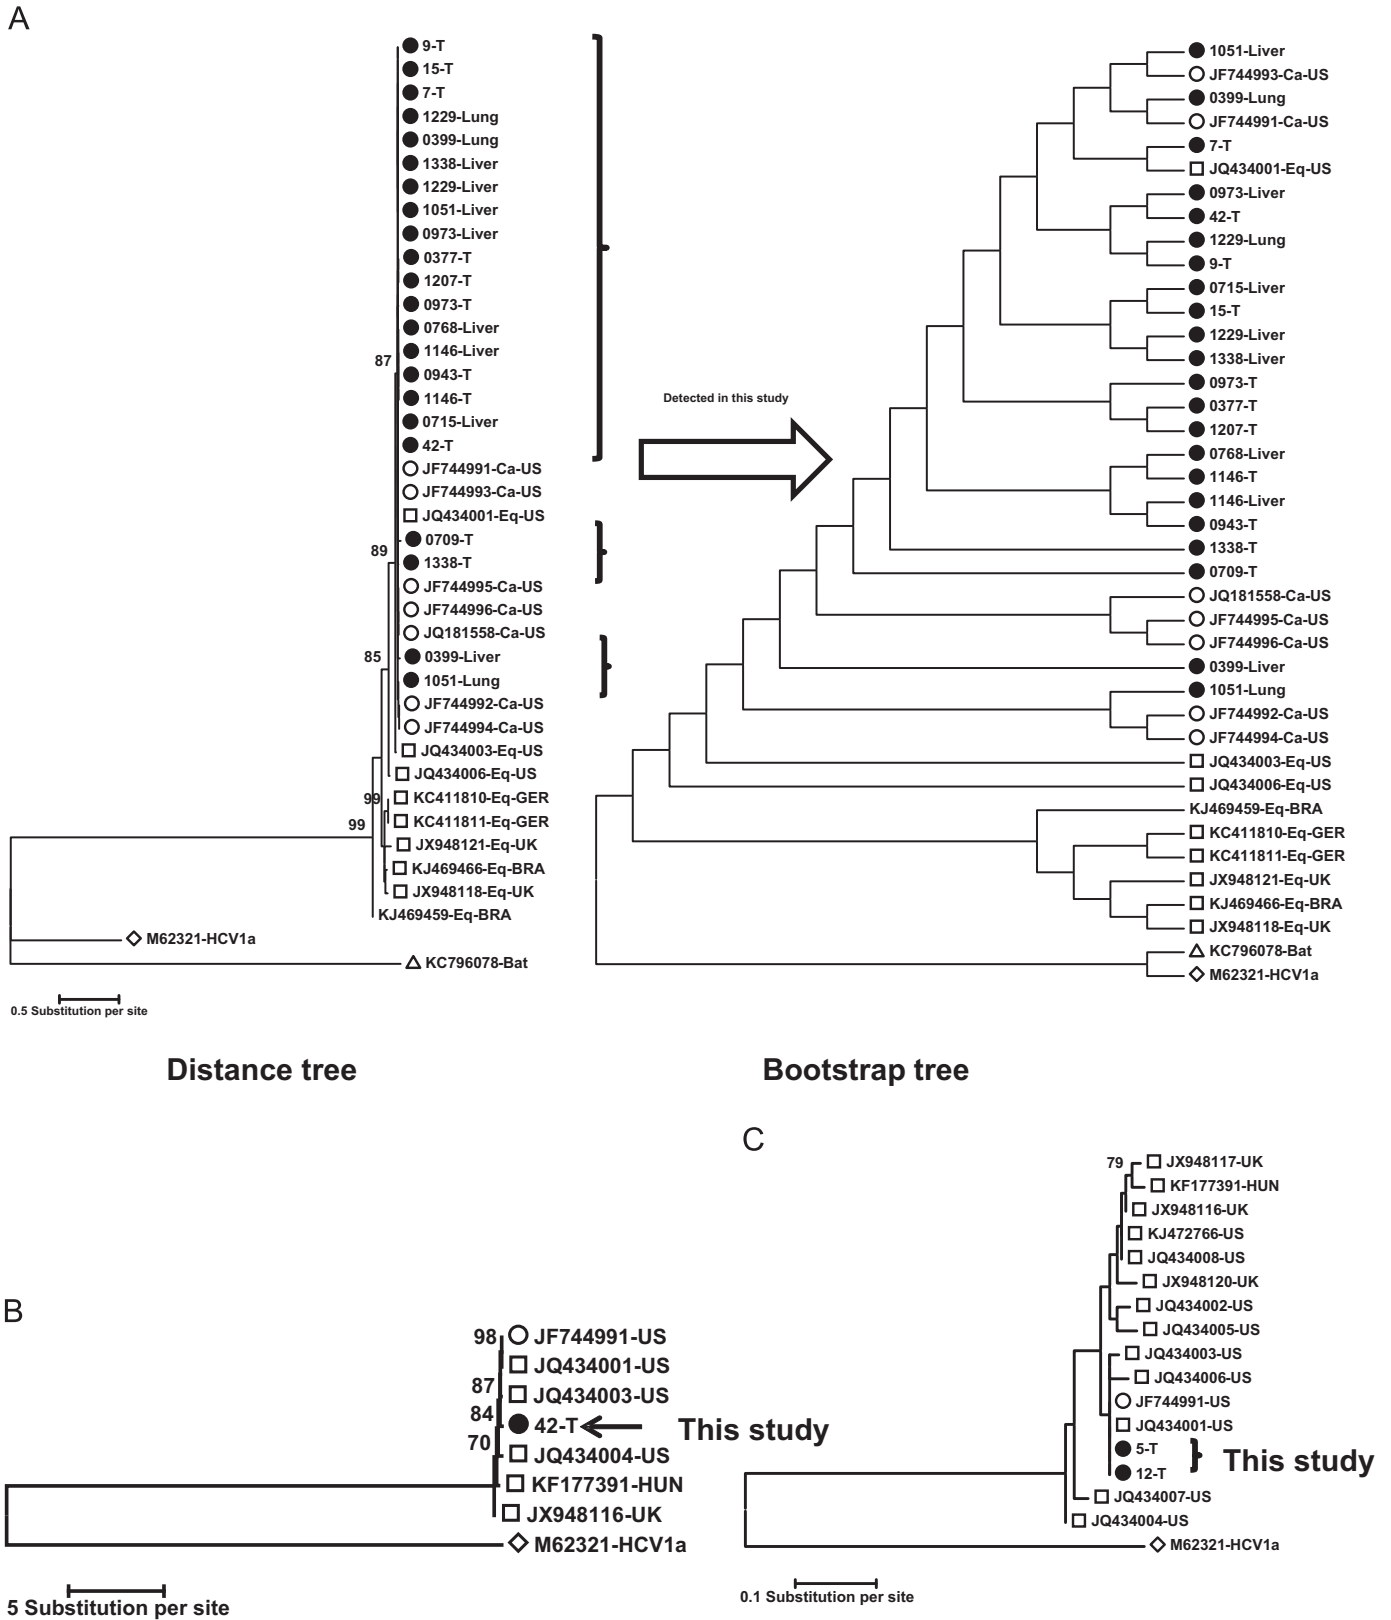 A
9-T
15-T
7-T
1229-Lung
0399-Lung
1338-Liver
1229-Liver
1051-Liver
0973-Liver
0377-T
1207-T
0973-T
0768-Liver
1146-Liver
87
0943-T
1146-T
0715-Liver
42-T
JF744991-Ca-US
JF744993-Ca-US
JQ434001-Eq-US
0709-T
89
1338-T
JF744995-Ca-US
JF744996-Ca-US
JQ181558-Ca-US
85
0399-Liver
1051-Lung
JF744992-Ca-US
JF744994-Ca-US
JQ434003-Eq-US
JQ434006-Eq-US
99
KC411810-Eq-GER
99
KC411811-Eq-GER
JX948121-Eq-UK
KJ469466-Eq-BRA
JX948118-Eq-UK
KJ469459-Eq-BRA
M62321-HCV1a
KC796078-Bat
0.5 Substitution per site
Distance tree
Detected in this study
1051-Liver
JF744993-Ca-US
0399-Lung
JF744991-Ca-US
7-T
JQ434001-Eq-US
0973-Liver
42-T
1229-Lung
9-T
0715-Liver
15-T
1229-Liver
1338-Liver
0973-T
0377-T
1207-T
0768-Liver
1146-T
1146-Liver
0943-T
1338-T
0709-T
JQ181558-Ca-US
JF744995-Ca-US
JF744996-Ca-US
0399-Liver
1051-Lung
JF744992-Ca-US
JF744994-Ca-US
JQ434003-Eq-US
JQ434006-Eq-US
KJ469459-Eq-BRA
KC411810-Eq-GER
KC411811-Eq-GER
JX948121-Eq-UK
KJ469466-Eq-BRA
JX948118-Eq-UK
KC796078-Bat
M62321-HCV1a
Bootstrap tree
B
98
JF744991-US
JQ434001-US
87
JQ434003-US
84
42-T
This study
70
JQ434004-US
KF177391-HUN
JX948116-UK
M62321-HCV1a
5 Substitution per site
C
79
JX948117-UK
KF177391-HUN
JX948116-UK
KJ472766-US
JQ434008-US
JX948120-UK
JQ434002-US
JQ434005-US
JQ434003-US
JQ434006-US
JF744991-US
JQ434001-US
5-T
This study
12-T
JQ434007-US
JQ434004-US
M62321-HCV1a
0.1 Substitution per site